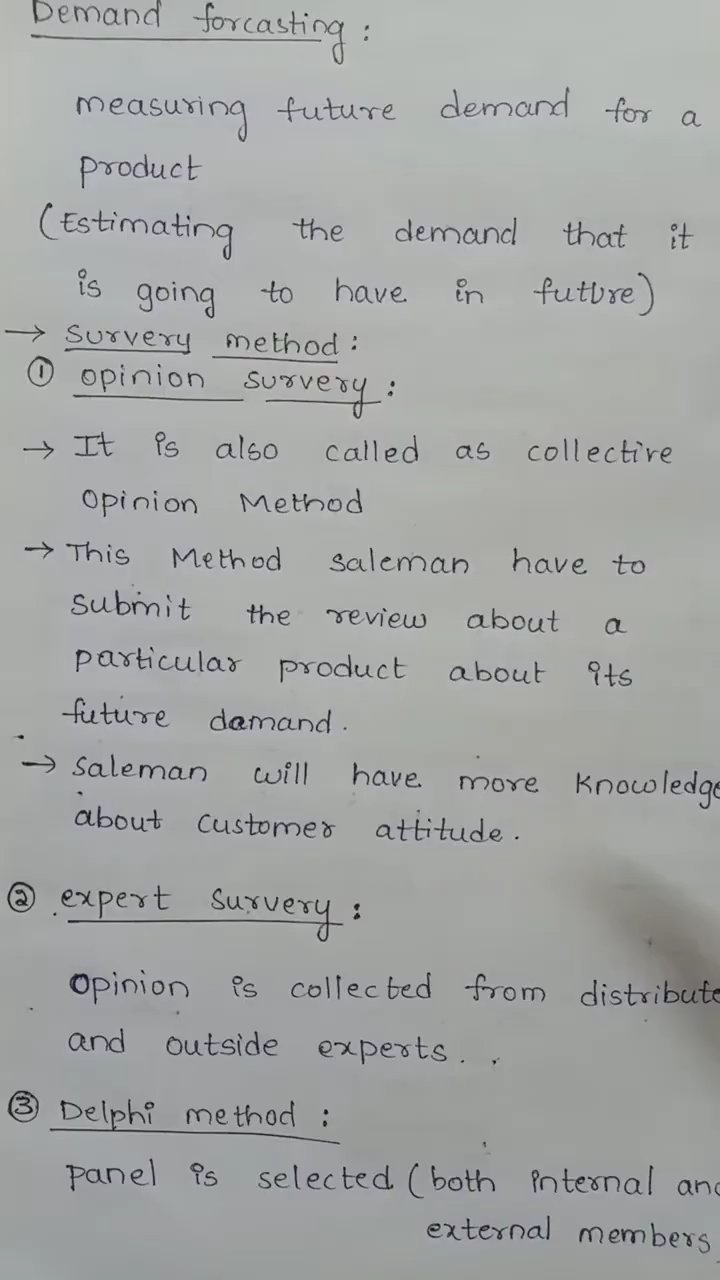 Demand forcasting :
measuring future demand for a
product
(Estimating the demand that it
is going to have in future)
→ survery method :
① opinion survery :
→ It is also called as collective
opinion Method
→ This Method saleman have to
submit the review about a
particular product about its
future demand.
→ saleman will have more knowledge
about customer attitude.
② expert survery :
opinion is collected from distribute
and outside experts.
③ Delphi method :
panel is selected (both internal and
external members